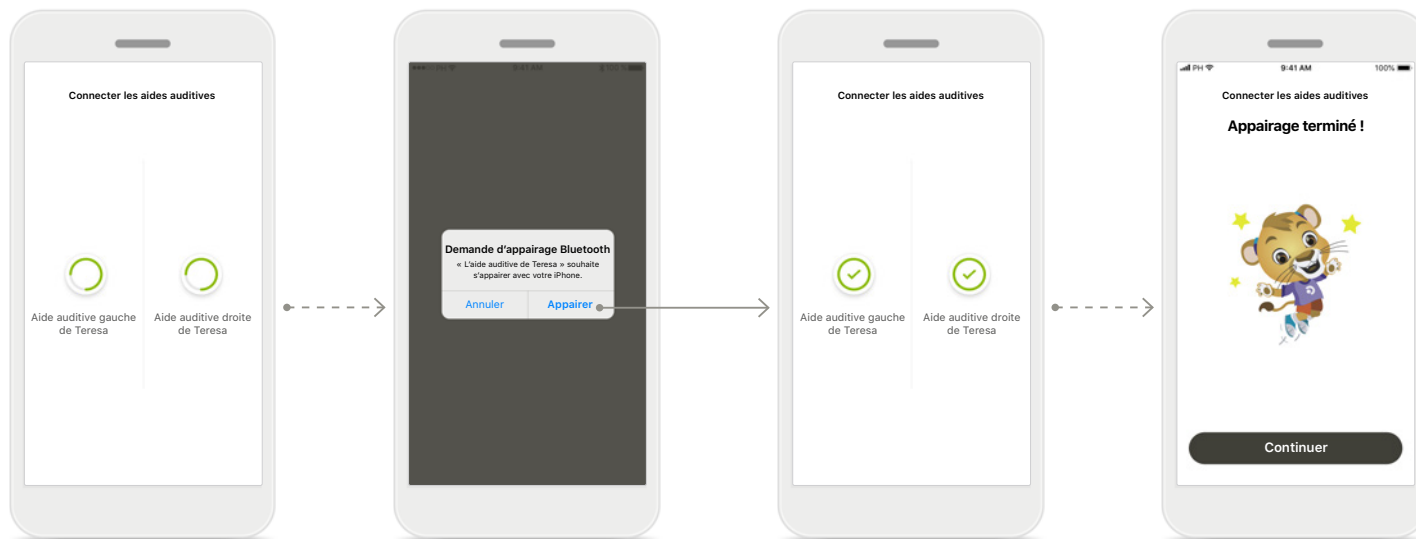 Connecter les aides auditives
Aide auditive gauche
de Teresa
Aide auditive droite
de Teresa
9:41 AM
100 %
Demande d'appairage Bluetooth
« L'aide auditive de Teresa » souhaite
s'appairer avec votre iPhone.
Annuler
Appairer
Connecter les aides auditives
Aide auditive gauche
de Teresa
Aide auditive droite
de Teresa
PH
9:41 AM
100%
Connecter les aides auditives
Appairage terminé !
Continuer